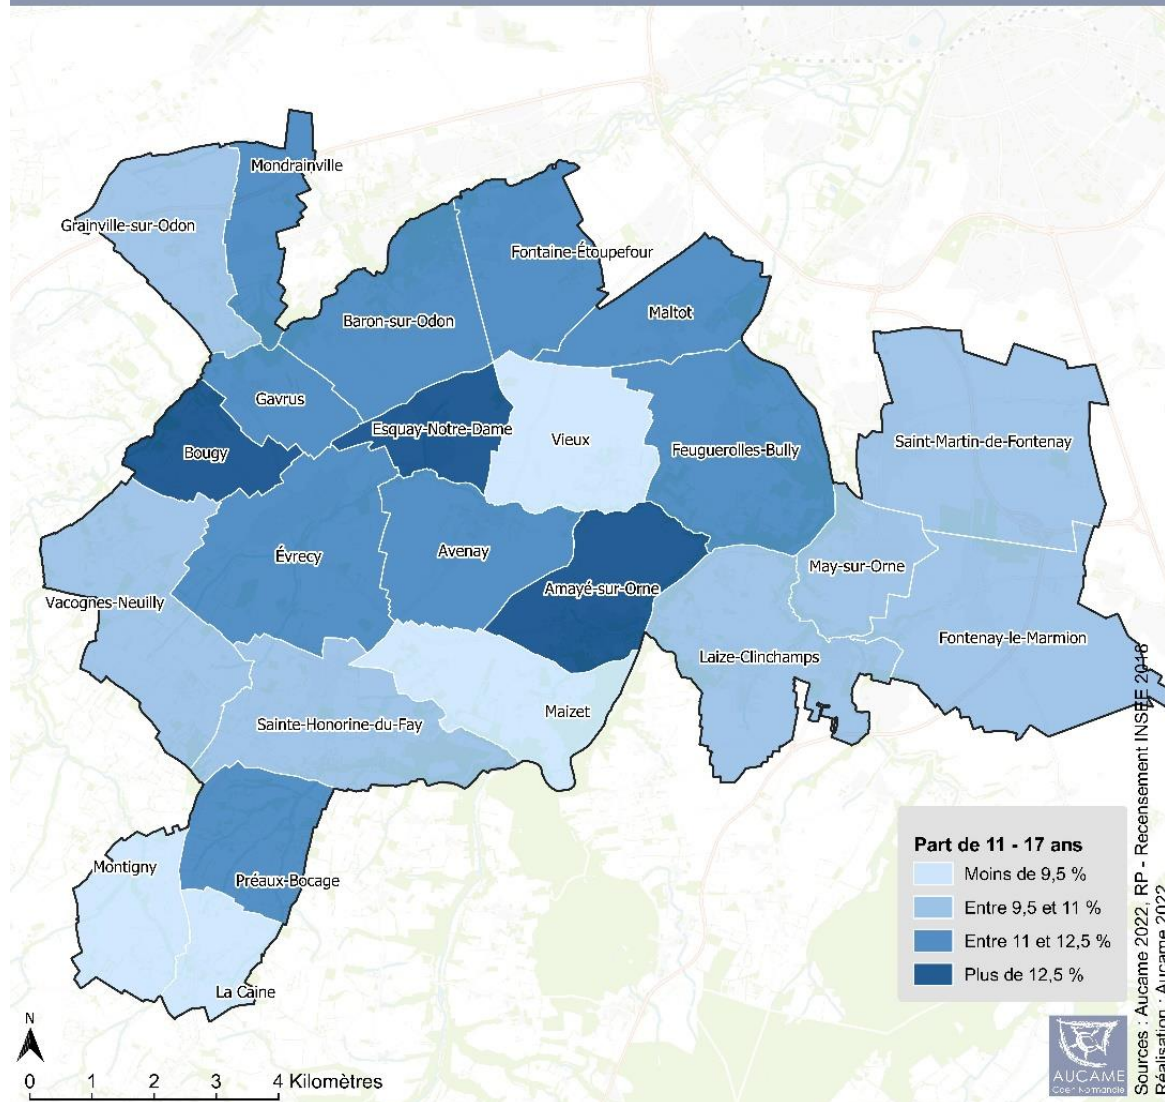 Mondrainville
Grainville-sur-Odon
Fontaine-Étoupefour
Baron-sur-Odon
Maltot
Gavrus
Esquay-Notre-Dame
Vieux
Bougy
Feuguerolles-Bully
Saint-Martin-de-Fontenay
Évrecy
Avenay
Amayé-sur-Orne
May-sur-Orne
Vacognes-Neuilly
Fontenay-le-Marmion
Laize-Clinchamps
Maizet
Sainte-Honorine-du-Fay
Montigny
Préaux-Bocage
La Caine
Part de 11 - 17 ans
Moins de 9,5 %
Entre 9,5 et 11 %
Entre 11 et 12,5 %
Plus de 12,5 %
N
0 1 2 3 4 Kilomètres
AUCAME
Caen Normandie
Sources : Aucame 2022, RP - Recensement INSEE 2018
Réalisation : Aucame 2022